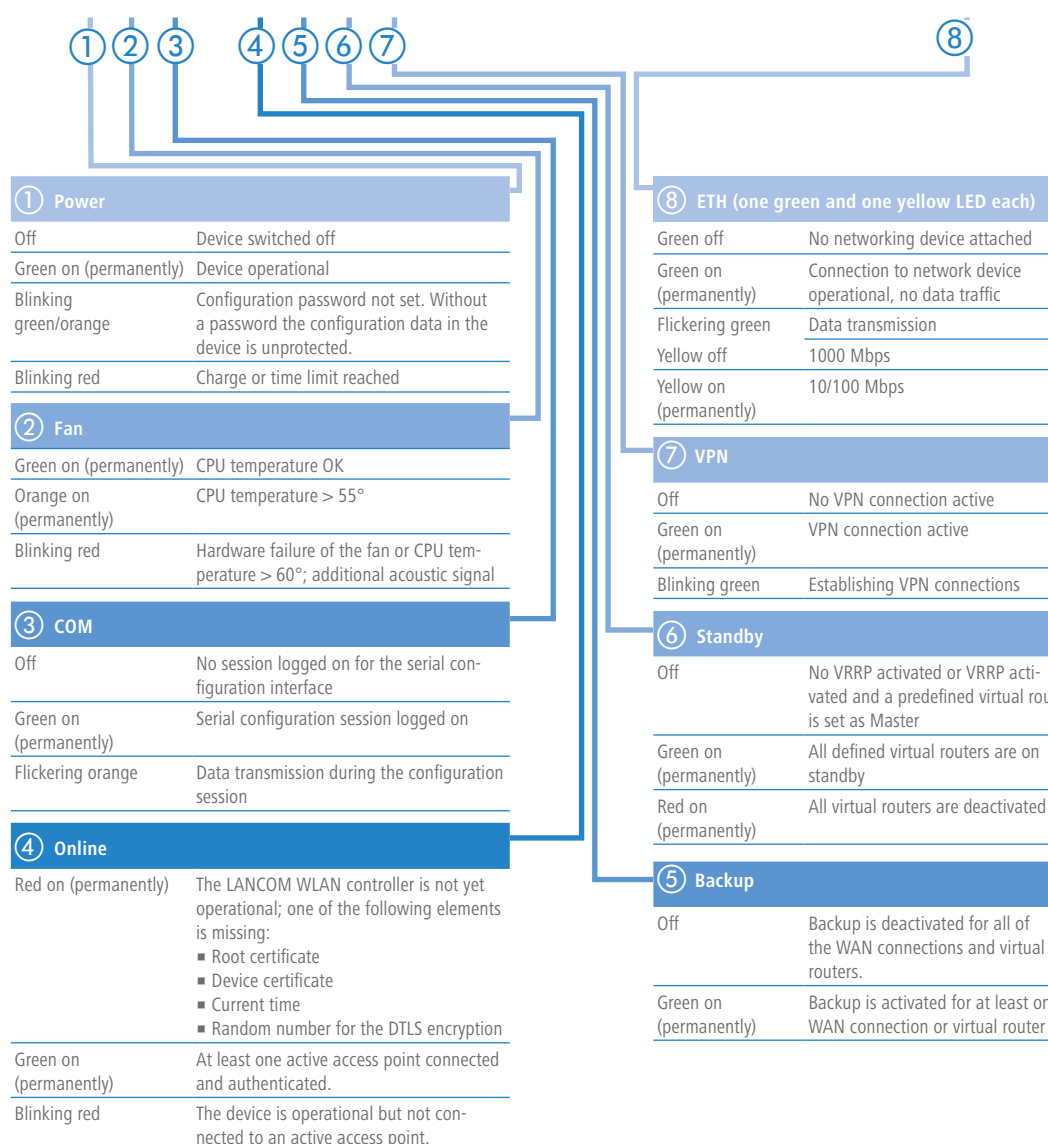 ① ② ③ ④ ⑤ ⑥ ⑦ ⑧
① Power
Off Device switched off
Green on (permanently) Device operational
Blinking green/orange Configuration password not set. Without
a password the configuration data in the
device is unprotected.
Blinking red Charge or time limit reached
② Fan
Green on (permanently) CPU temperature OK
Orange on (permanently) CPU temperature > 55°
Blinking red Hardware failure of the fan or CPU tem-
perature > 60°; additional acoustic signal
③ COM
Off No session logged on for the serial con-
figuration interface
Green on (permanently) Serial configuration session logged on
Flickering orange Data transmission during the configuration
session
④ Online
Red on (permanently) The LANCOM WLAN controller is not yet
operational; one of the following elements
is missing:
■ Root certificate
■ Device certificate
■ Current time
■ Random number for the DTLS encryption
Green on (permanently) At least one active access point connected
and authenticated.
Blinking red The device is operational but not con-
nected to an active access point.
⑧ ETH (one green and one yellow LED each)
Green off No networking device attached
Green on (permanently) Connection to network device
operational, no data traffic
Flickering green Data transmission
Yellow off 1000 Mbps
Yellow on (permanently) 10/100 Mbps
⑦ VPN
Off No VPN connection active
Green on (permanently) VPN connection active
Blinking green Establishing VPN connections
⑥ Standby
Off No VRRP activated or VRRP acti-
vated and a predefined virtual rou
is set as Master
Green on (permanently) All defined virtual routers are on
standby
Red on (permanently) All virtual routers are deactivated
⑤ Backup
Off Backup is deactivated for all of
the WAN connections and virtual
routers.
Green on (permanently) Backup is activated for at least
WAN connection or virtual router